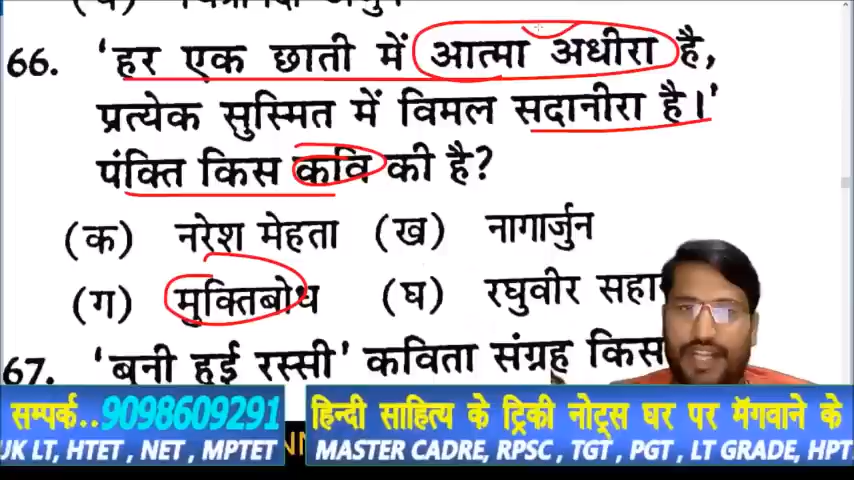 66. 'हर एक छाती में आत्मा अधीरा है,
प्रत्येक सुस्मित में विमल सदानीरा है।'
पंक्ति किस कवि की है?
(क) नरेश मेहता (ख) नागार्जुन
(ग) मुक्तिबोध (घ) रघुवीर सहा
67. 'बुनी हुई रस्सी' कविता संग्रह किस
सम्पर्क..9098609291 हिन्दी साहित्य के ट्रिकी नोट्स घर पर मॅगवाने के
UK LT, HTET , NET , MPTET MASTER CADRE, RPSC , TGT , PGT , LT GRADE, HPT